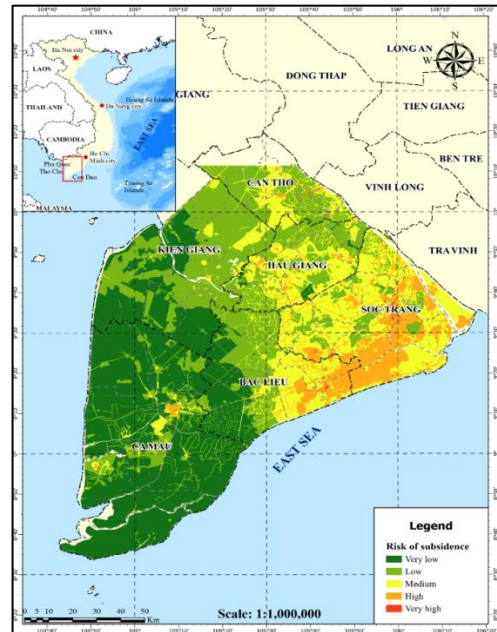 CHINA
Ha Noi city
LAOS
Hoang Sa Islands
Da Nang city
THAILAND
EAST SEA
CAMBODIA
Ho Chi
Minh city
Phu Quoc
Tho Chu
Con Dao
Truong Sa
Islands
MALAYSIA
LONG AN
N
W E
S
DONG THAP
GIANG
TIEN GIANG
BEN TRE
CAN THO
VINH LONG
TRA VINH
KIEN GIANG
HAU GIANG
SOC TRANG
BAC LIEU
CA MAU
EAST SEA
Legend
Risk of subsidence
Very low
Low
Medium
High
Very high
0 5 10 20 30 40 50
Km
Scale: 1:1,000,000